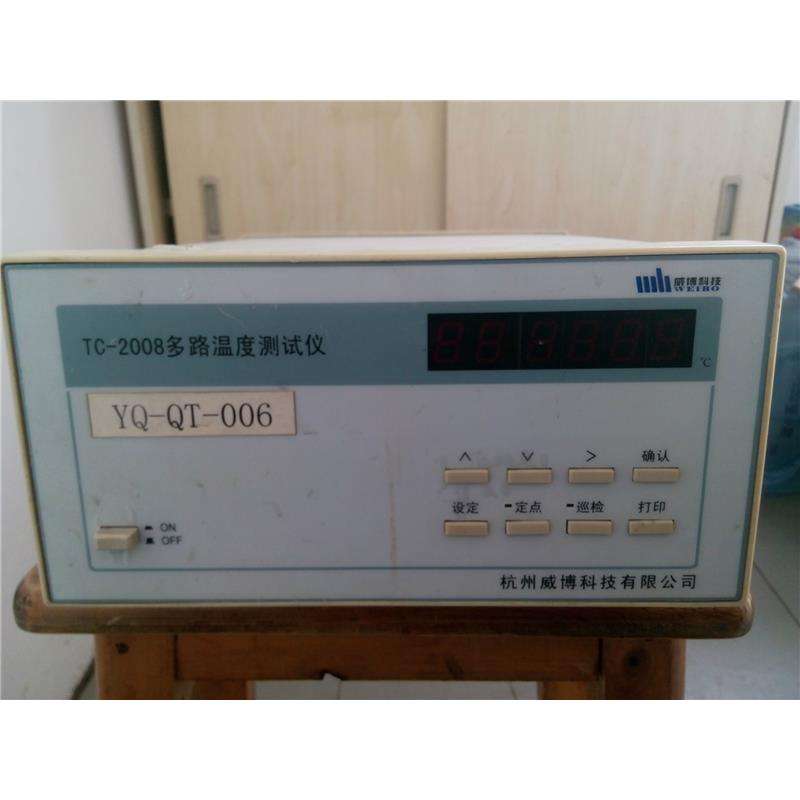 威博科技
WEIBO
TC-2008多路温度测试仪
℃
YQ-QT-006
∧ ∨ > 确认
设定 定点 巡检 打印
ON
OFF
杭州威博科技有限公司